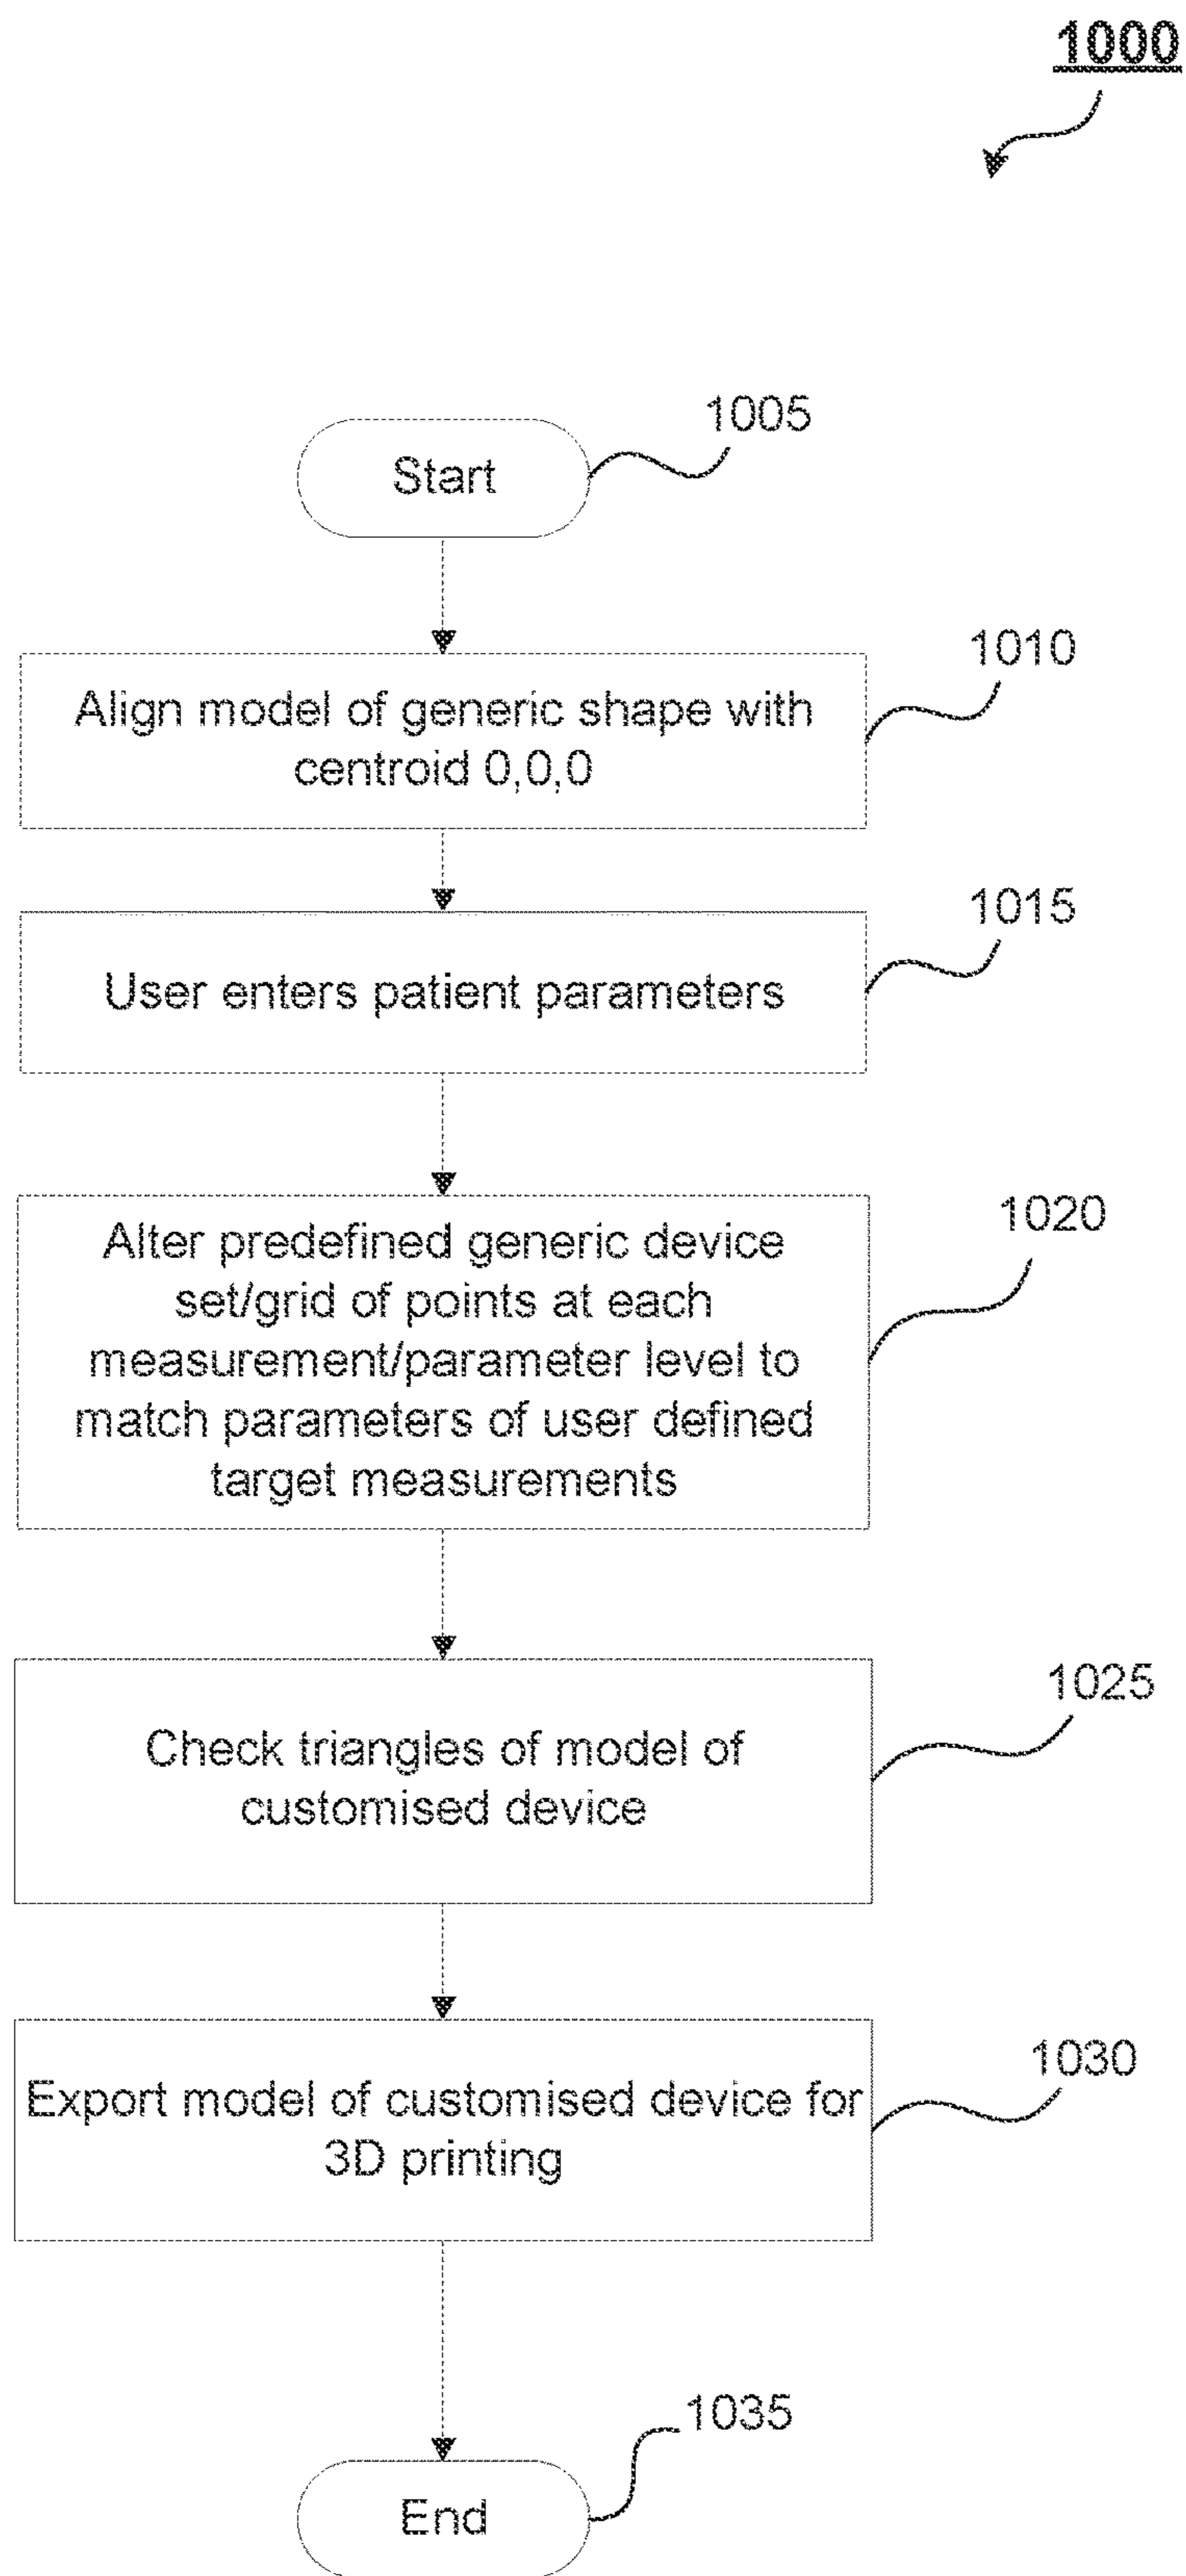 1000
1005
Start
1010
Align model of generic shape with
centroid 0,0,0
1015
User enters patient parameters
1020
Alter predefined generic device
set/grid of points at each
measurement/parameter level to
match parameters of user defined
target measurements
1025
Check triangles of model of
customised device
1030
Export model of customised device for
3D printing
1035
End